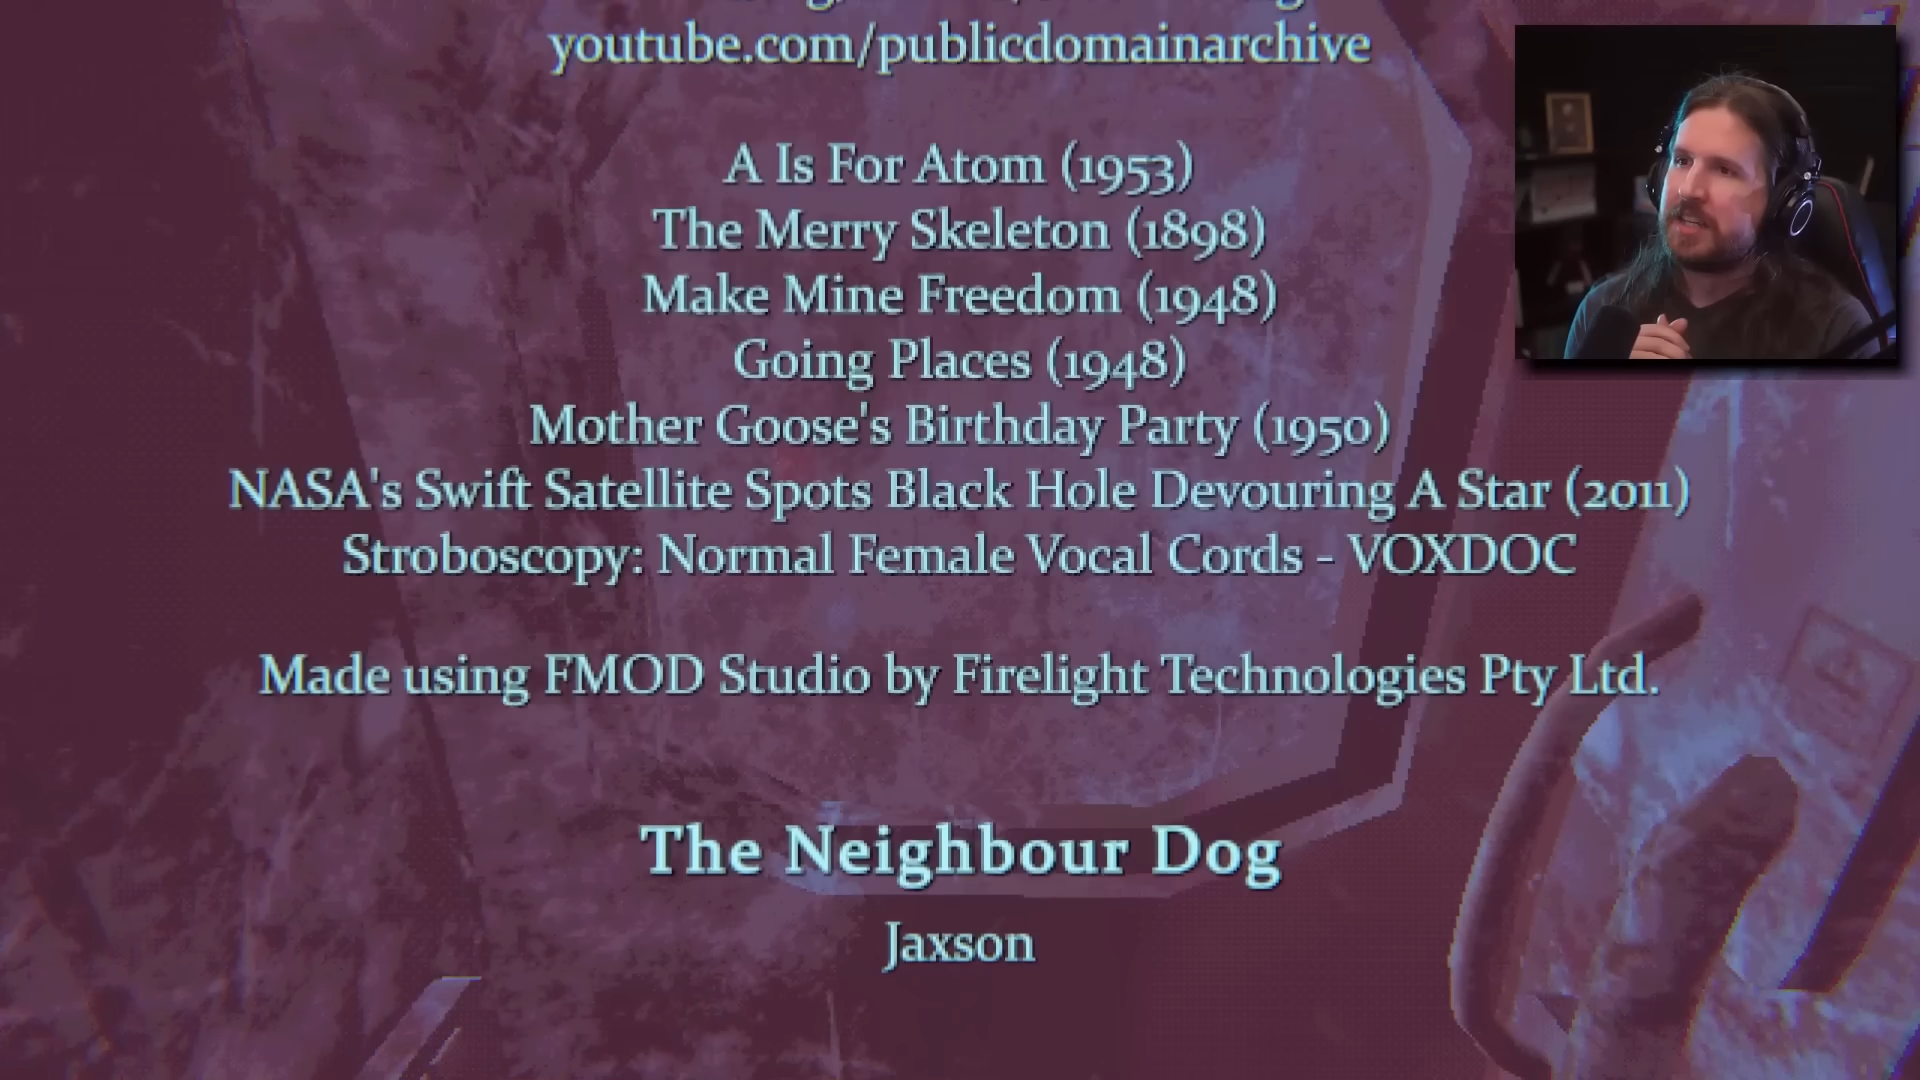 youtube.com/publicdomainarchive
A Is For Atom (1953)
The Merry Skeleton (1898)
Make Mine Freedom (1948)
Going Places (1948)
Mother Goose's Birthday Party (1950)
NASA's Swift Satellite Spots Black Hole Devouring A Star (2011)
Stroboscopy: Normal Female Vocal Cords - VOXDOC
Made using FMOD Studio by Firelight Technologies Pty Ltd.
The Neighbour Dog
Jaxson